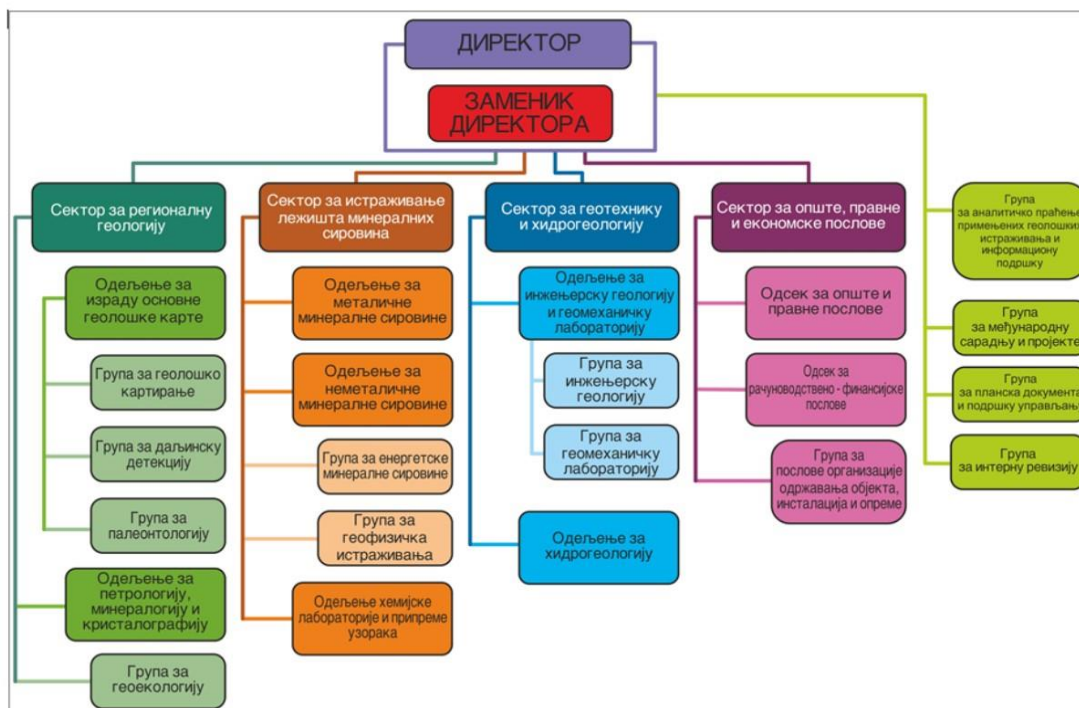 ДИРЕКТОР
ЗАМЕНИК
ДИРЕКТОРА
Сектор за регионалну
геологију
Одељење за
израду основне
геолошке карте
Група за геолошко
картирање
Група за даљинску
детекцију
Група за
палеонтологију
Одељење за
петрологију,
минералогију и
кристалографију
Група за
геоекологију
Сектор за истраживање
лежишта минералних
сировина
Одељење за
металичне
минералне сировине
Одељење за
неметаличне
минералне сировине
Група за енергетске
минералне сировине
Група за
геофизичка
истраживања
Одељење хемијске
лабораторије и припреме
узорака
Сектор за геотехнику
и хидрогеологију
Одељење за
инжењерску геологију
и геомеханичку
лабораторију
Група за
инжењерску
геологију
Група за
геомеханичку
лабораторију
Одељење за
хидрогеологију
Сектор за опште, правне
и економске послове
Одсек за опште и
правне послове
Одсек за
рачуноводствено - финансијске
послове
Група за
послове организације
одржавања објекта,
инсталација и опреме
Група
за аналитичко праћење
примењених геолошких
истраживања и
информациону
подршку
Група
за међународну
сарадњу и пројекте
Група
за планска документа
и подршку управљању
Група
за интерну ревизију